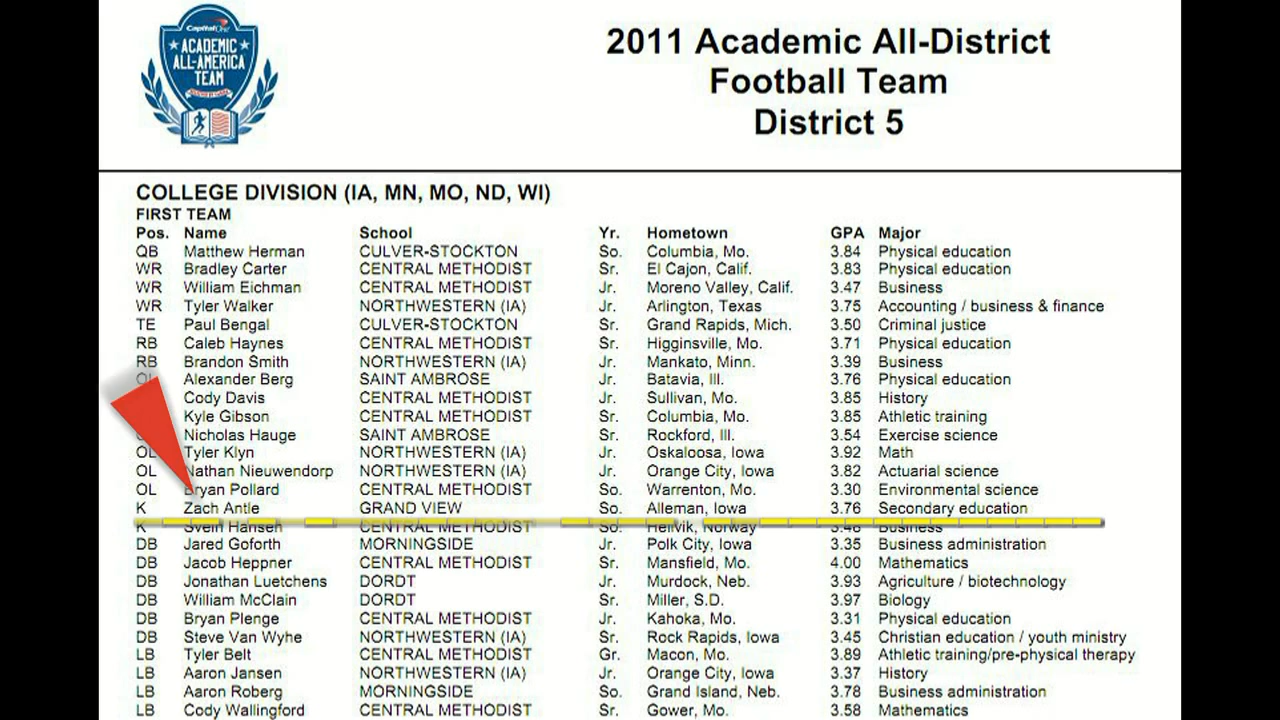 Capital One
ACADEMIC
ALL-AMERICA
TEAM
2011 Academic All-District
Football Team
District 5
COLLEGE DIVISION (IA, MN, MO, ND, WI)
FIRST TEAM
Pos. Name School Yr. Hometown GPA Major
QB Matthew Herman CULVER-STOCKTON So. Columbia, Mo. 3.84 Physical education
WR Bradley Carter CENTRAL METHODIST Sr. El Cajon, Calif. 3.83 Physical education
WR William Eichman CENTRAL METHODIST Jr. Moreno Valley, Calif. 3.47 Business
WR Tyler Walker NORTHWESTERN (IA) Jr. Arlington, Texas 3.75 Accounting / business & finance
TE Paul Bengal CULVER-STOCKTON Sr. Grand Rapids, Mich. 3.50 Criminal justice
RB Caleb Haynes CENTRAL METHODIST Sr. Higginsville, Mo. 3.71 Physical education
RB Brandon Smith NORTHWESTERN (IA) Jr. Mankato, Minn. 3.39 Business
OL Alexander Berg SAINT AMBROSE Jr. Batavia, Ill. 3.76 Physical education
Cody Davis CENTRAL METHODIST Jr. Sullivan, Mo. 3.85 History
Kyle Gibson CENTRAL METHODIST Sr. Columbia, Mo. 3.85 Athletic training
Nicholas Hauge SAINT AMBROSE Sr. Rockford, Ill. 3.54 Exercise science
OL Tyler Klyn NORTHWESTERN (IA) Jr. Oskaloosa, Iowa 3.92 Math
OL Nathan Nieuwendorp NORTHWESTERN (IA) Jr. Orange City, Iowa 3.82 Actuarial science
OL Bryan Pollard CENTRAL METHODIST So. Warrenton, Mo. 3.30 Environmental science
K Zach Antle GRAND VIEW So. Alleman, Iowa 3.76 Secondary education
K Svein Hansen CENTRAL METHODIST So. Hellvik, Norway 3.48 Business
DB Jared Goforth MORNINGSIDE Jr. Polk City, Iowa 3.35 Business administration
DB Jacob Heppner CENTRAL METHODIST Sr. Mansfield, Mo. 4.00 Mathematics
DB Jonathan Luetchens DORDT Jr. Murdock, Neb. 3.93 Agriculture / biotechnology
DB William McClain DORDT Sr. Miller, S.D. 3.97 Biology
DB Bryan Plenge CENTRAL METHODIST Jr. Kahoka, Mo. 3.31 Physical education
DB Steve Van Wyhe NORTHWESTERN (IA) Sr. Rock Rapids, Iowa 3.45 Christian education / youth ministry
LB Tyler Belt CENTRAL METHODIST Gr. Macon, Mo. 3.89 Athletic training/pre-physical therapy
LB Aaron Jansen NORTHWESTERN (IA) Jr. Orange City, Iowa 3.37 History
LB Aaron Roberg MORNINGSIDE So. Grand Island, Neb. 3.78 Business administration
LB Cody Wallingford CENTRAL METHODIST Sr. Gower, Mo. 3.58 Mathematics